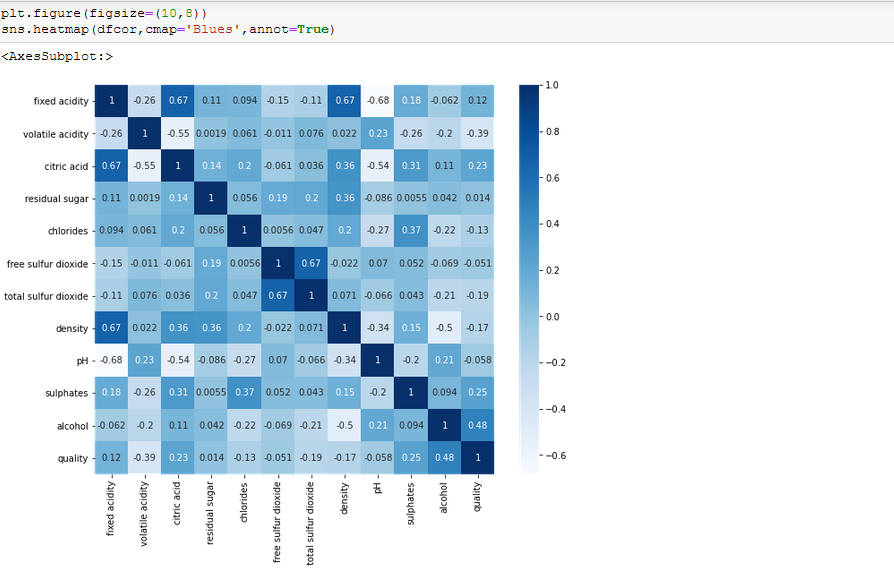 plt.figure(figsize=(10,8))
sns.heatmap(dfcor,cmap='Blues',annot=True)
<AxesSubplot:>
fixed acidity 1 -0.26 0.67 0.11 0.094 -0.15 -0.11 0.67 -0.68 0.18 -0.062 0.12
volatile acidity -0.26 1 -0.55 0.0019 0.061 -0.011 0.076 0.022 0.23 -0.26 -0.2 -0.39
citric acid 0.67 -0.55 1 0.14 0.2 -0.061 0.036 0.36 -0.54 0.31 0.11 0.23
residual sugar 0.11 0.0019 0.14 1 0.056 0.19 0.2 0.36 -0.086 0.0055 0.042 0.014
chlorides 0.094 0.061 0.2 0.056 1 0.0056 0.047 0.2 -0.27 0.37 -0.22 -0.13
free sulfur dioxide -0.15 -0.011 -0.061 0.19 0.0056 1 0.67 -0.022 0.07 0.052 -0.069 -0.051
total sulfur dioxide -0.11 0.076 0.036 0.2 0.047 0.67 1 0.071 -0.066 0.043 -0.21 -0.19
density 0.67 0.022 0.36 0.36 0.2 -0.022 0.071 1 -0.34 0.15 -0.5 -0.17
pH -0.68 0.23 -0.54 -0.086 -0.27 0.07 -0.066 -0.34 1 -0.2 0.21 -0.058
sulphates 0.18 -0.26 0.31 0.0055 0.37 0.052 0.043 0.15 -0.2 1 0.094 0.25
alcohol -0.062 -0.2 0.11 0.042 -0.22 -0.069 -0.21 -0.5 0.21 0.094 1 0.48
quality 0.12 -0.39 0.23 0.014 -0.13 -0.051 -0.19 -0.17 -0.058 0.25 0.48 1
fixed acidity
volatile acidity
citric acid
residual sugar
chlorides
free sulfur dioxide
total sulfur dioxide
density
pH
sulphates
alcohol
quality
1.0
0.8
0.6
0.4
0.2
0.0
-0.2
-0.4
-0.6